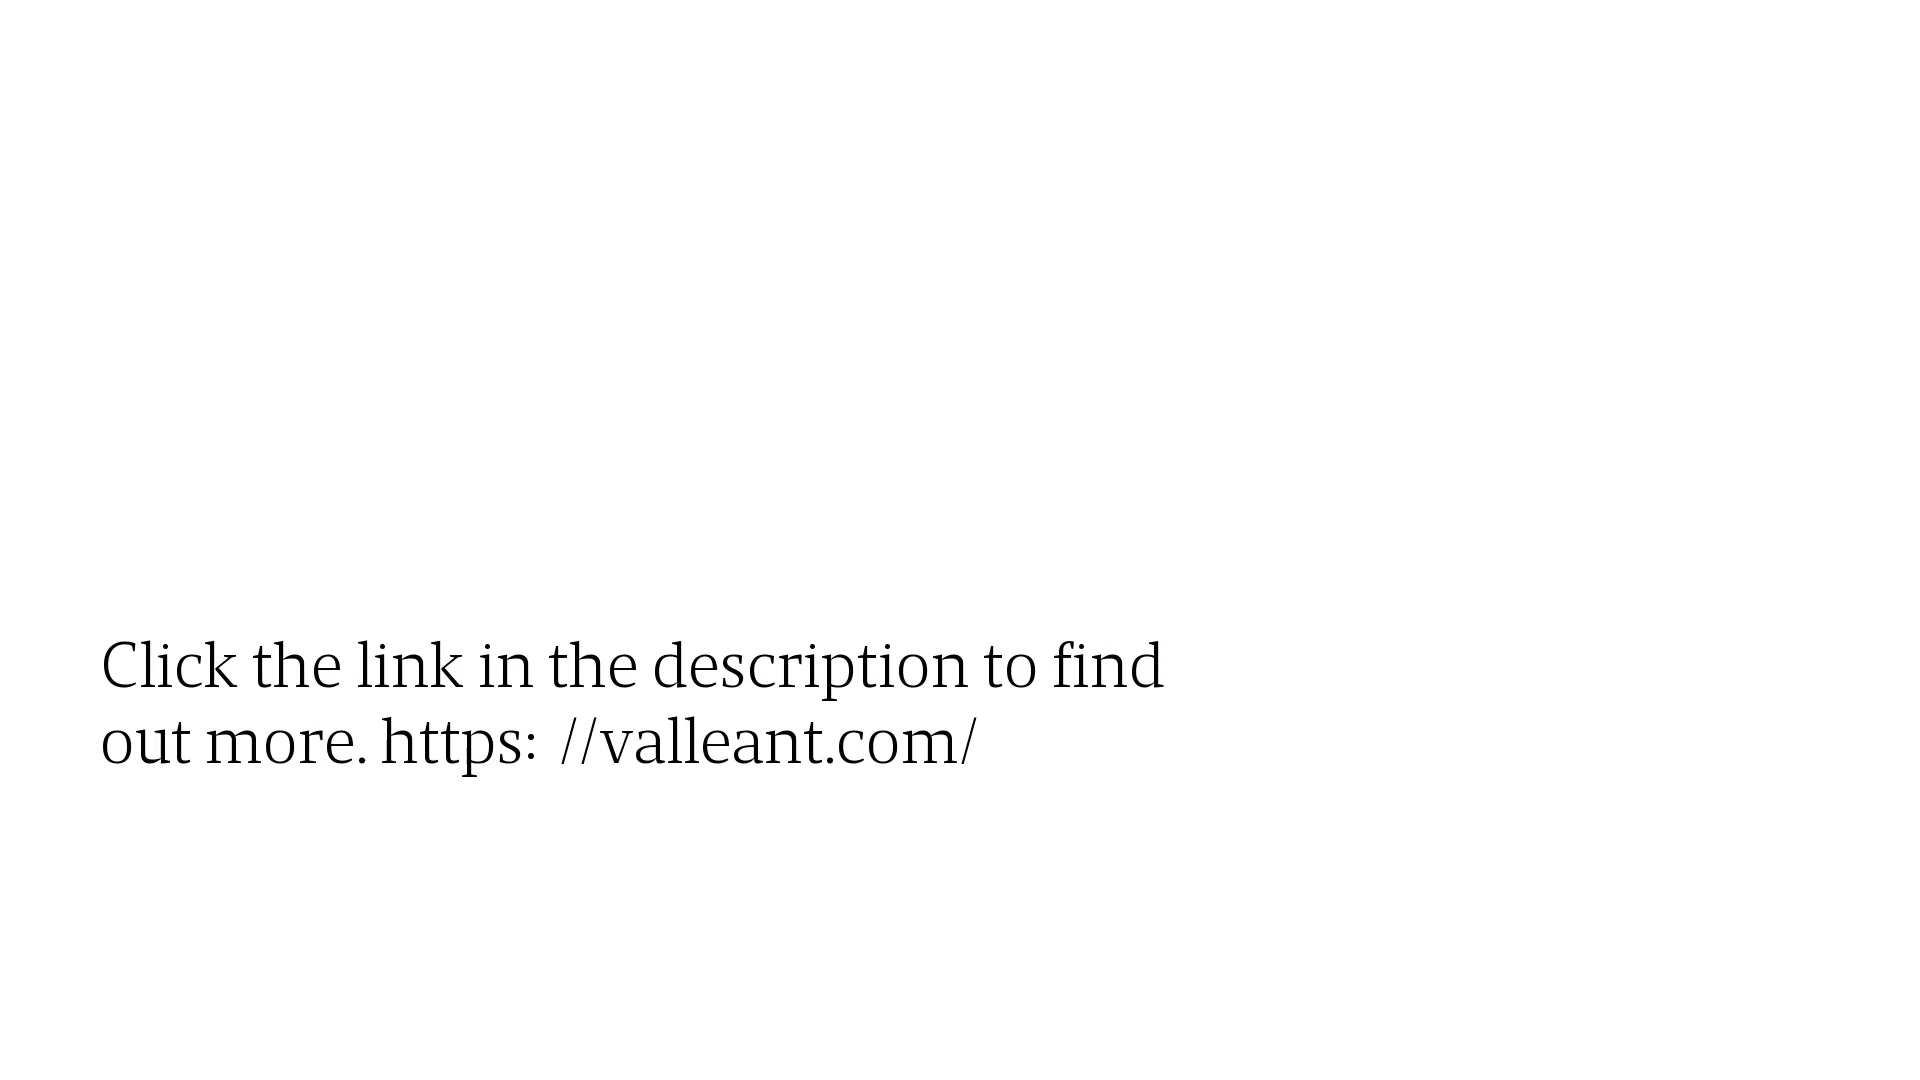 Click the link in the description to find
out more. https: //valleant.com/